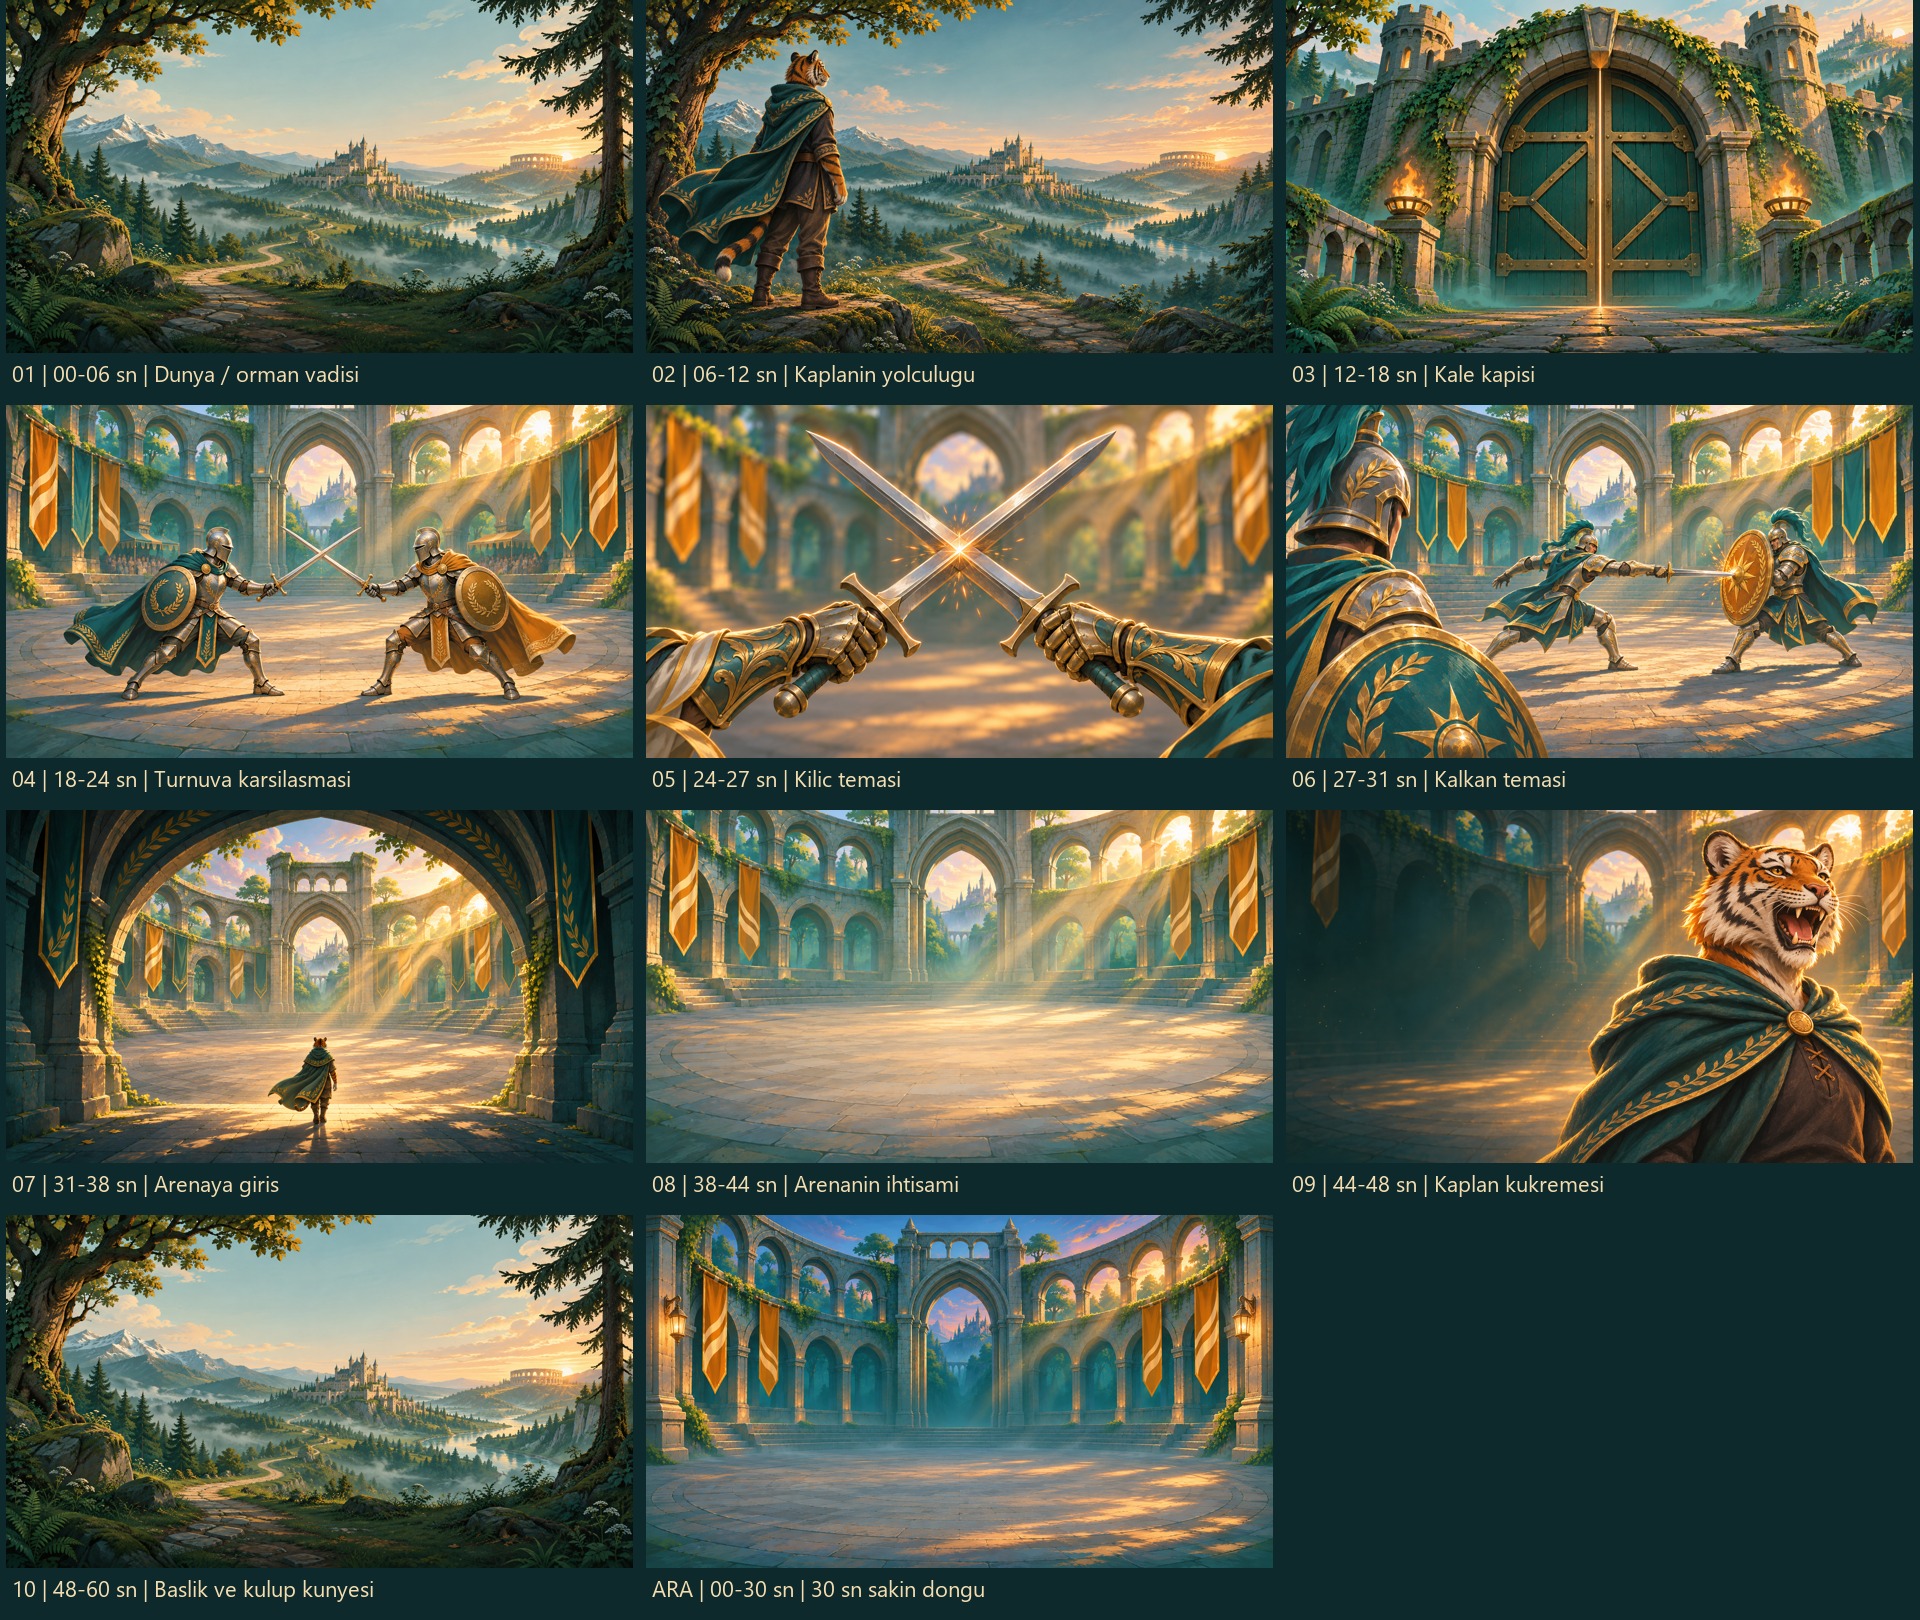 01 | 00-06 sn | Dunya / orman vadisi
02 | 06-12 sn | Kaplanin yolculugu
03 | 12-18 sn | Kale kapisi
04 | 18-24 sn | Turnuva karsilasmasi
05 | 24-27 sn | Kilic temasi
06 | 27-31 sn | Kalkan temasi
07 | 31-38 sn | Arenaya giris
08 | 38-44 sn | Arenanin ihtisami
09 | 44-48 sn | Kaplan kukremesi
10 | 48-60 sn | Baslik ve kulup kunyesi
ARA | 00-30 sn | 30 sn sakin dongu